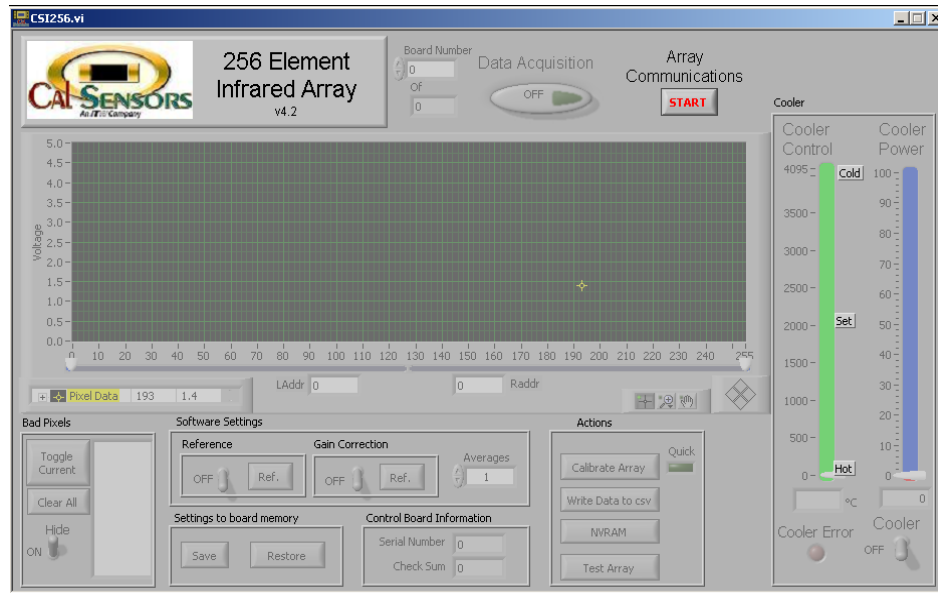 CSI256.vi
CAL SENSORS
An ITW Company
256 Element
Infrared Array
v4.2
Board Number
0
Of
0
Data Acquisition
OFF
Array
Communications
START
Cooler
Cooler Control
Cooler Power
4095
Cold
3500
3000
2500
2000
Set
1500
1000
500
0
Hot
100
90
80
70
60
50
40
30
20
10
0
°C
0
Cooler Error
Cooler
OFF
Voltage
5.0
4.5
4.0
3.5
3.0
2.5
2.0
1.5
1.0
0.5
0.0
0 10 20 30 40 50 60 70 80 90 100 110 120 130 140 150 160 170 180 190 200 210 220 230 240 255
Pixel Data 193 1.4
LAddr 0
0 Raddr
Bad Pixels
Toggle
Current
Clear All
Hide
ON
Software Settings
Reference
OFF Ref.
Gain Correction
OFF Ref.
Averages
1
Settings to board memory
Save Restore
Control Board Information
Serial Number 0
Check Sum 0
Actions
Calibrate Array
Quick
Write Data to csv
NVRAM
Test Array